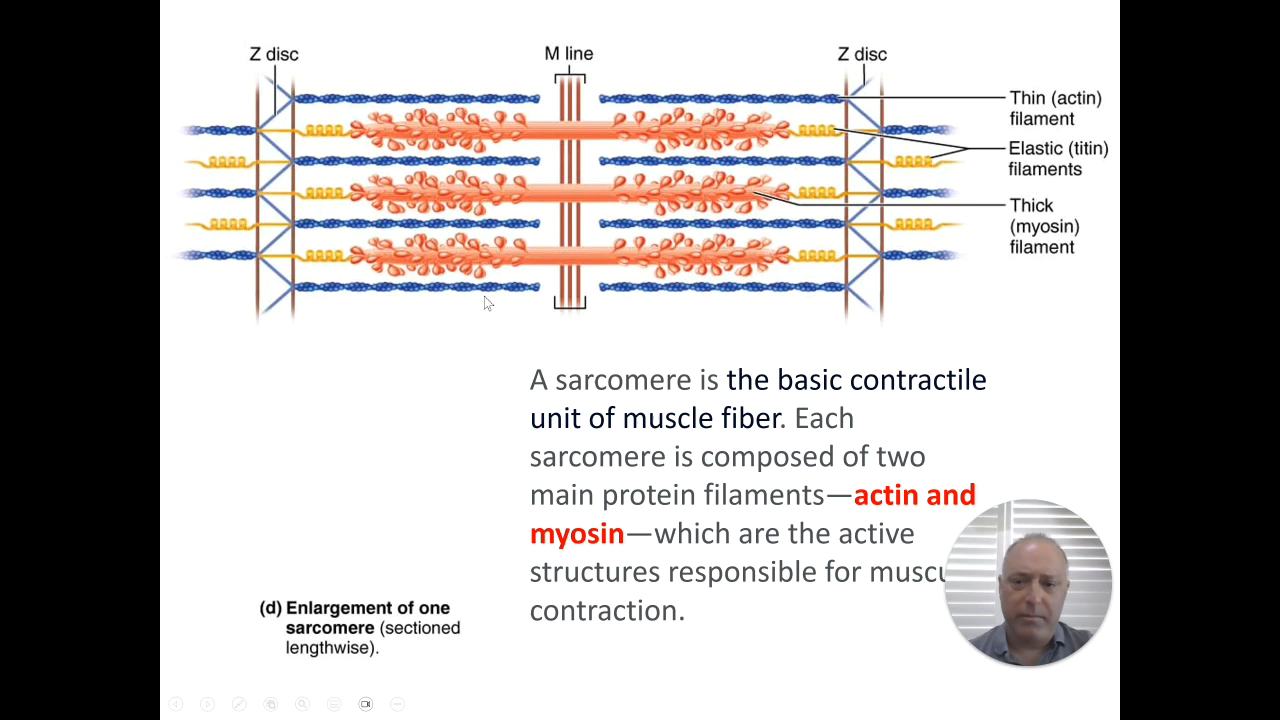 Z disc
M line
Z disc
Thin (actin)
filament
Elastic (titin)
filaments
Thick
(myosin)
filament
A sarcomere is the basic contractile
unit of muscle fiber. Each
sarcomere is composed of two
main protein filaments—actin and
myosin—which are the active
structures responsible for
contraction.
(d) Enlargement of one
sarcomere (sectioned
lengthwise).